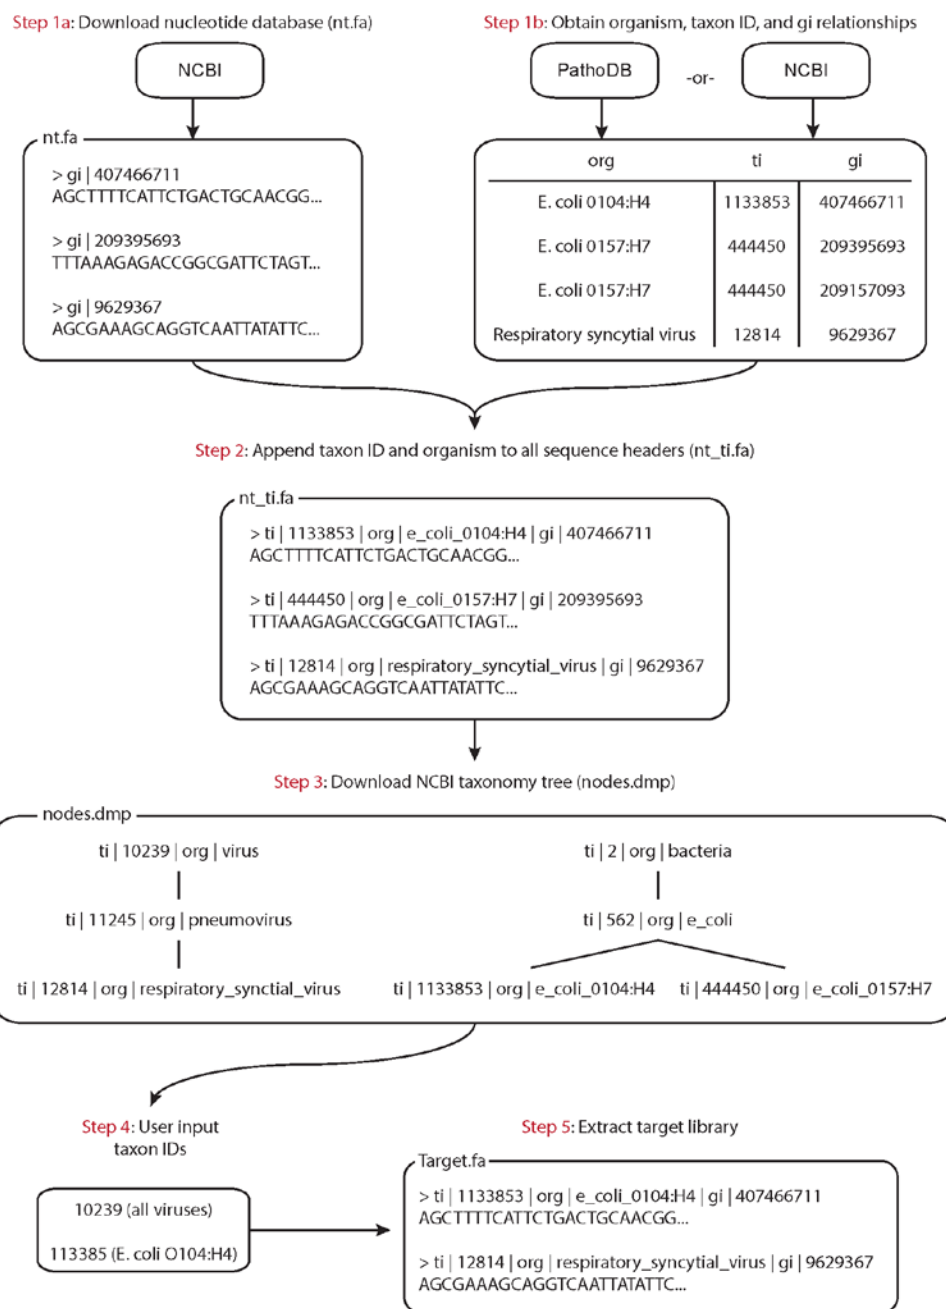 Step 1a: Download nucleotide database (nt.fa)
NCBI
nt.fa
> gi | 407466711
AGCTTTTCATTCTGACTGCAACGG...
> gi | 209395693
TTTAAAGAGACCGGCGATTCTAGT...
> gi | 9629367
AGCGAAAGCAGGTCAATTATATTC...
Step 1b: Obtain organism, taxon ID, and gi relationships
PathoDB -or- NCBI
org ti gi
E. coli 0104:H4 1133853 407466711
E. coli 0157:H7 444450 209395693
E. coli 0157:H7 444450 209157093
Respiratory syncytial virus 12814 9629367
Step 2: Append taxon ID and organism to all sequence headers (nt_ti.fa)
nt_ti.fa
> ti | 1133853 | org | e_coli_0104:H4 | gi | 407466711
AGCTTTTCATTCTGACTGCAACGG...
> ti | 444450 | org | e_coli_0157:H7 | gi | 209395693
TTTAAAGAGACCGGCGATTCTAGT...
> ti | 12814 | org | respiratory_syncytial_virus | gi | 9629367
AGCGAAAGCAGGTCAATTATATTC...
Step 3: Download NCBI taxonomy tree (nodes.dmp)
nodes.dmp
ti | 10239 | org | virus
ti | 2 | org | bacteria
ti | 11245 | org | pneumovirus
ti | 562 | org | e_coli
ti | 12814 | org | respiratory_synctial_virus
ti | 1133853 | org | e_coli_0104:H4
ti | 444450 | org | e_coli_0157:H7
Step 4: User input
taxon IDs
10239 (all viruses)
113385 (E. coli O104:H4)
Step 5: Extract target library
Target.fa
> ti | 1133853 | org | e_coli_0104:H4 | gi | 407466711
AGCTTTTCATTCTGACTGCAACGG...
> ti | 12814 | org | respiratory_syncytial_virus | gi | 9629367
AGCGAAAGCAGGTCAATTATATTC...